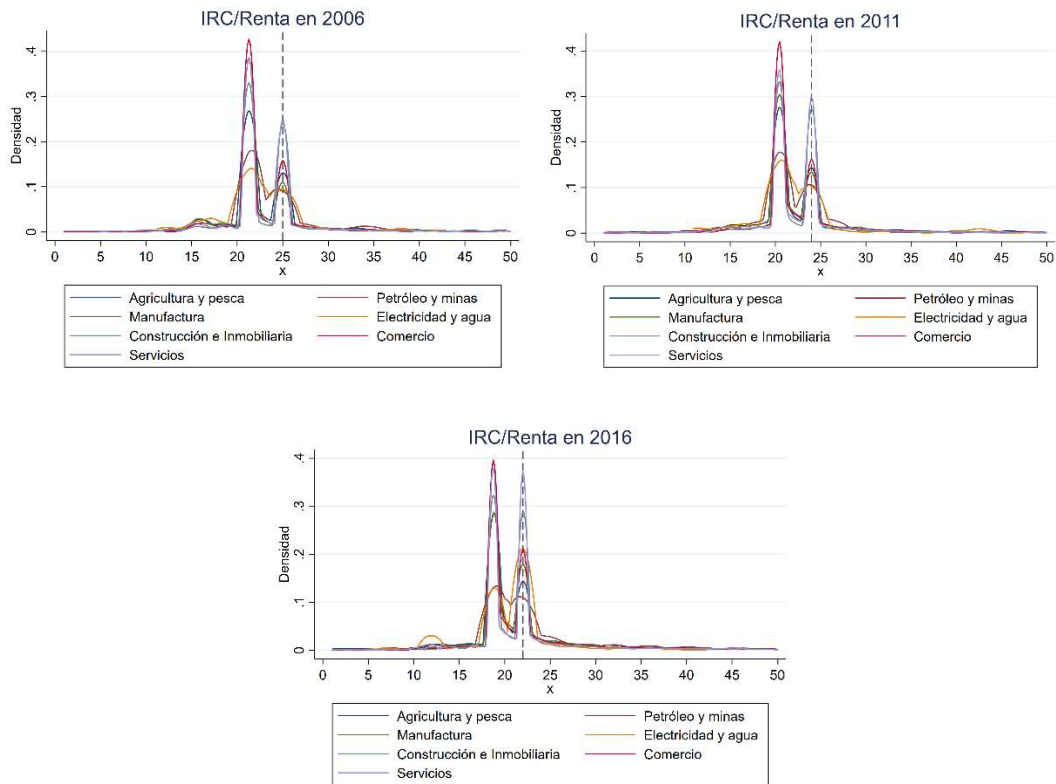 IRC/Renta en 2006
.4
.3
.2
.1
0
Densidad
0 5 10 15 20 25 30 35 40 45 50
x
Agricultura y pesca Petróleo y minas
Manufactura Electricidad y agua
Construcción e Inmobiliaria Comercio
Servicios
IRC/Renta en 2011
.4
.3
.2
.1
0
Densidad
0 5 10 15 20 25 30 35 40 45 50
x
Agricultura y pesca Petróleo y minas
Manufactura Electricidad y agua
Construcción e Inmobiliaria Comercio
Servicios
IRC/Renta en 2016
.4
.3
.2
.1
0
Densidad
0 5 10 15 20 25 30 35 40 45 50
x
Agricultura y pesca Petróleo y minas
Manufactura Electricidad y agua
Construcción e Inmobiliaria Comercio
Servicios